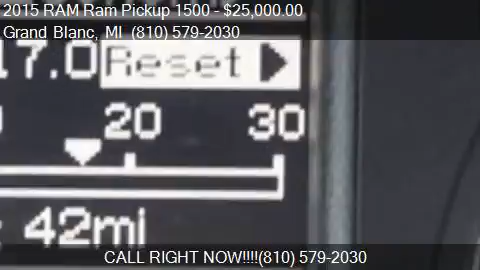 2015 RAM Ram Pickup 1500 - $25,000.00
Grand Blanc, MI (810) 579-2030
17.0 Reset
20 30
42mi
CALL RIGHT NOW!!!!(810) 579-2030